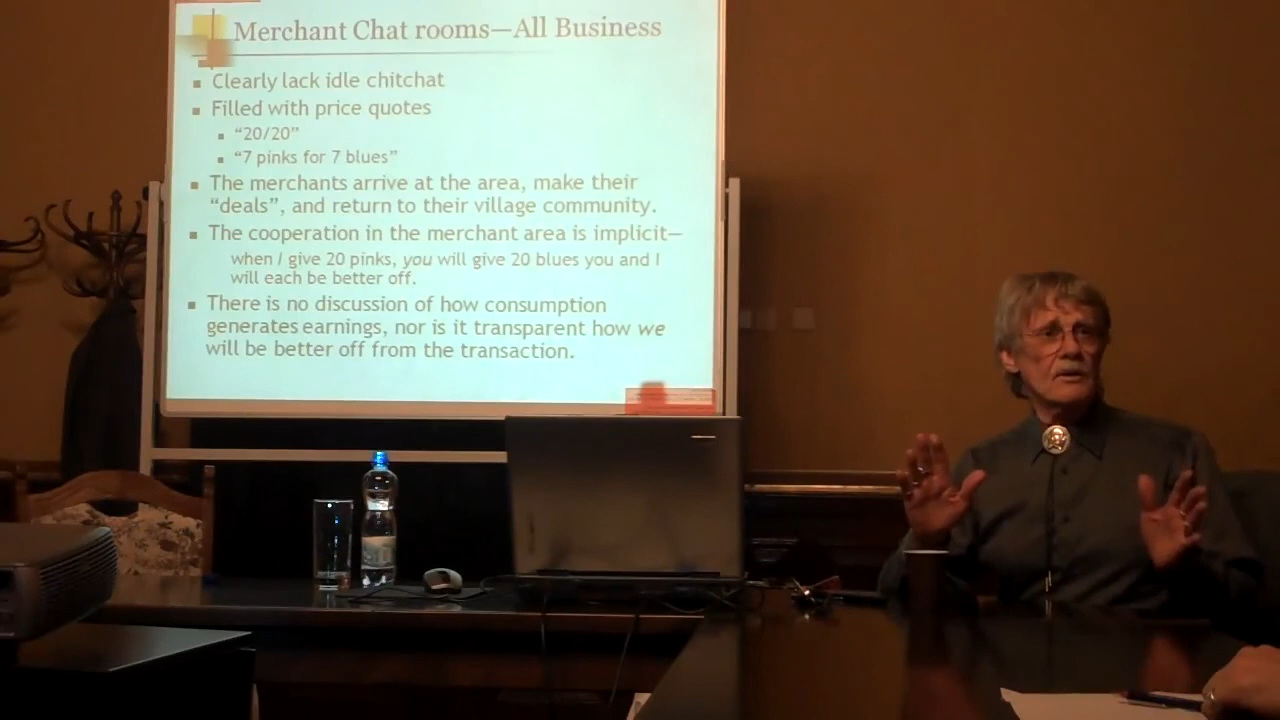 Merchant Chat rooms—All Business
Clearly lack idle chitchat
Filled with price quotes
“20/20”
“7 pinks for 7 blues”
The merchants arrive at the area, make their
“deals”, and return to their village community.
The cooperation in the merchant area is implicit—
when I give 20 pinks, you will give 20 blues you and I
will each be better off.
There is no discussion of how consumption
generates earnings, nor is it transparent how we
will be better off from the transaction.